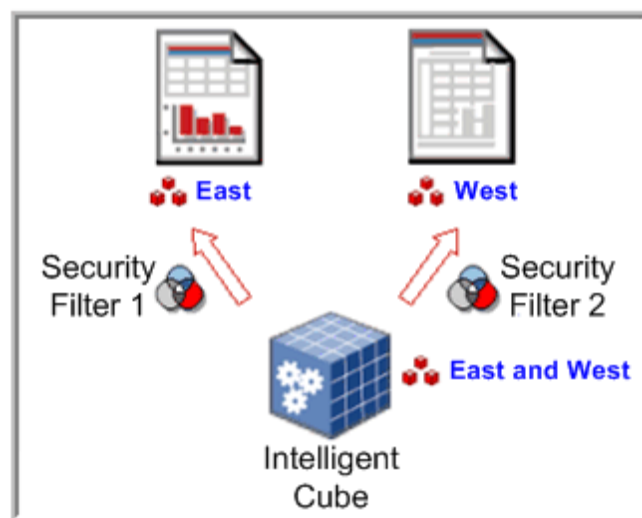 East
West
Security
Filter 1
Security
Filter 2
East and West
Intelligent
Cube